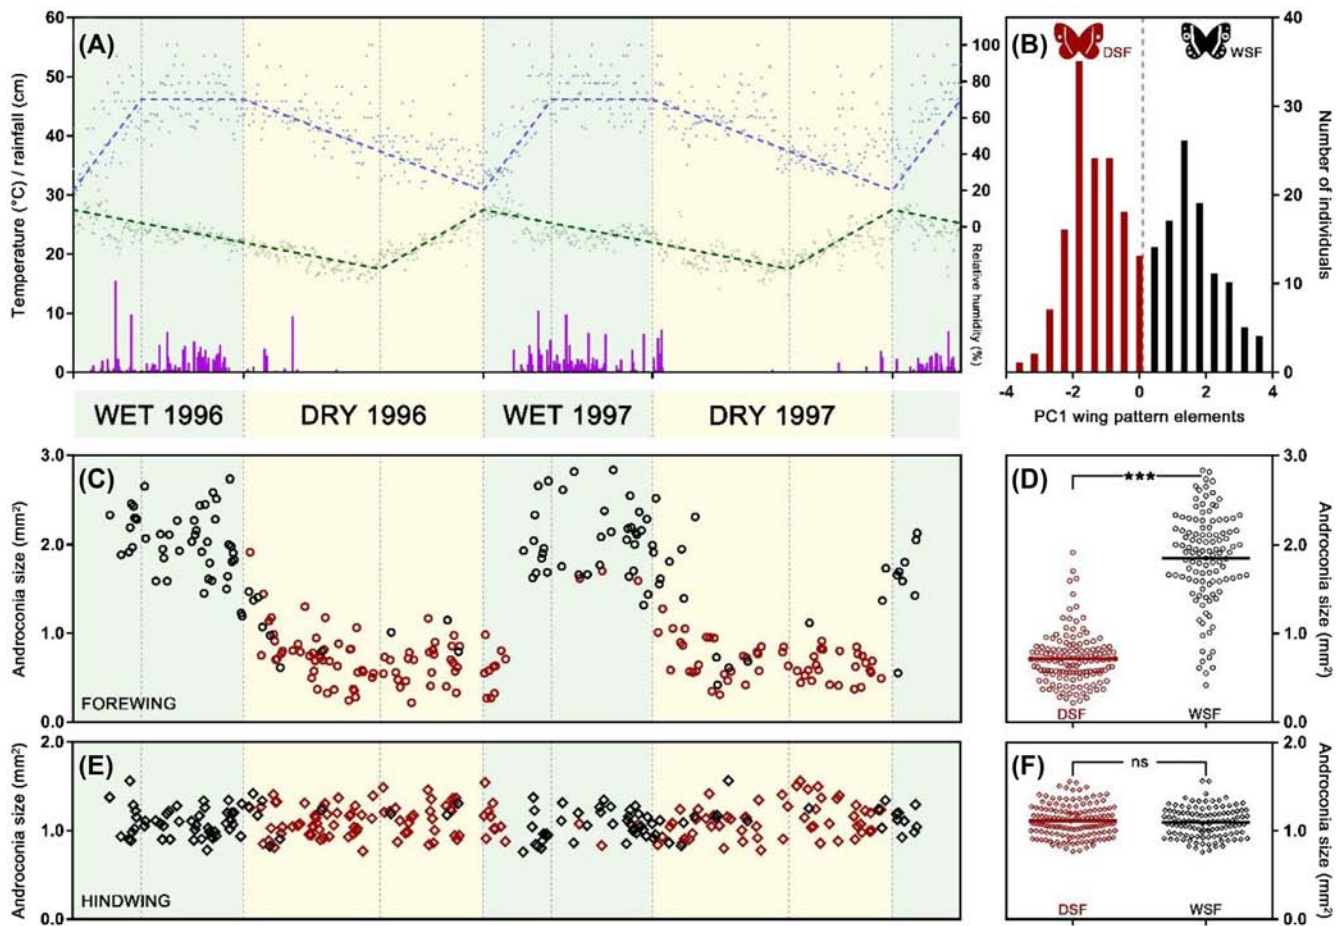 (A)
Temperature (°C) / rainfall (cm)
60
50
40
30
20
10
0
100
80
60
40
20
0
Relative humidity (%)
WET 1996
DRY 1996
WET 1997
DRY 1997
(B)
DSF
WSF
40
30
20
10
0
Number of individuals
-4
-2
0
2
4
PC1 wing pattern elements
(C)
Androconia size (mm²)
3.0
2.0
1.0
0.0
FOREWING
(D)
***
DSF
WSF
3.0
2.0
1.0
0.0
Androconia size (mm²)
(E)
Androconia size (mm²)
2.0
1.0
0.0
HINDWING
(F)
ns
DSF
WSF
2.0
1.0
0.0
Androconia size (mm²)